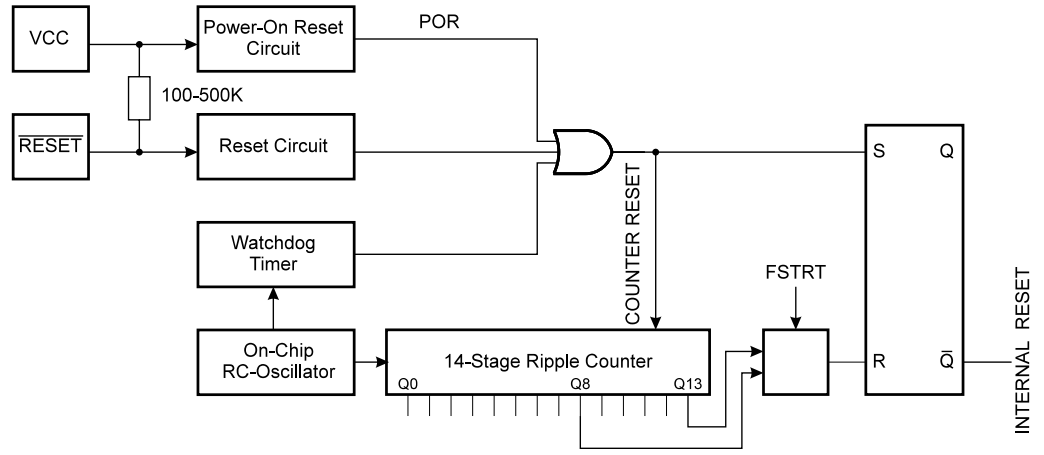 VCC
Power-On Reset
Circuit
POR
100-500K
RESET
Reset Circuit
S
Q
COUNTER RESET
Watchdog
Timer
FSTRT
On-Chip
RC-Oscillator
14-Stage Ripple Counter
Q0
Q8
Q13
R
Q̅
INTERNAL RESET